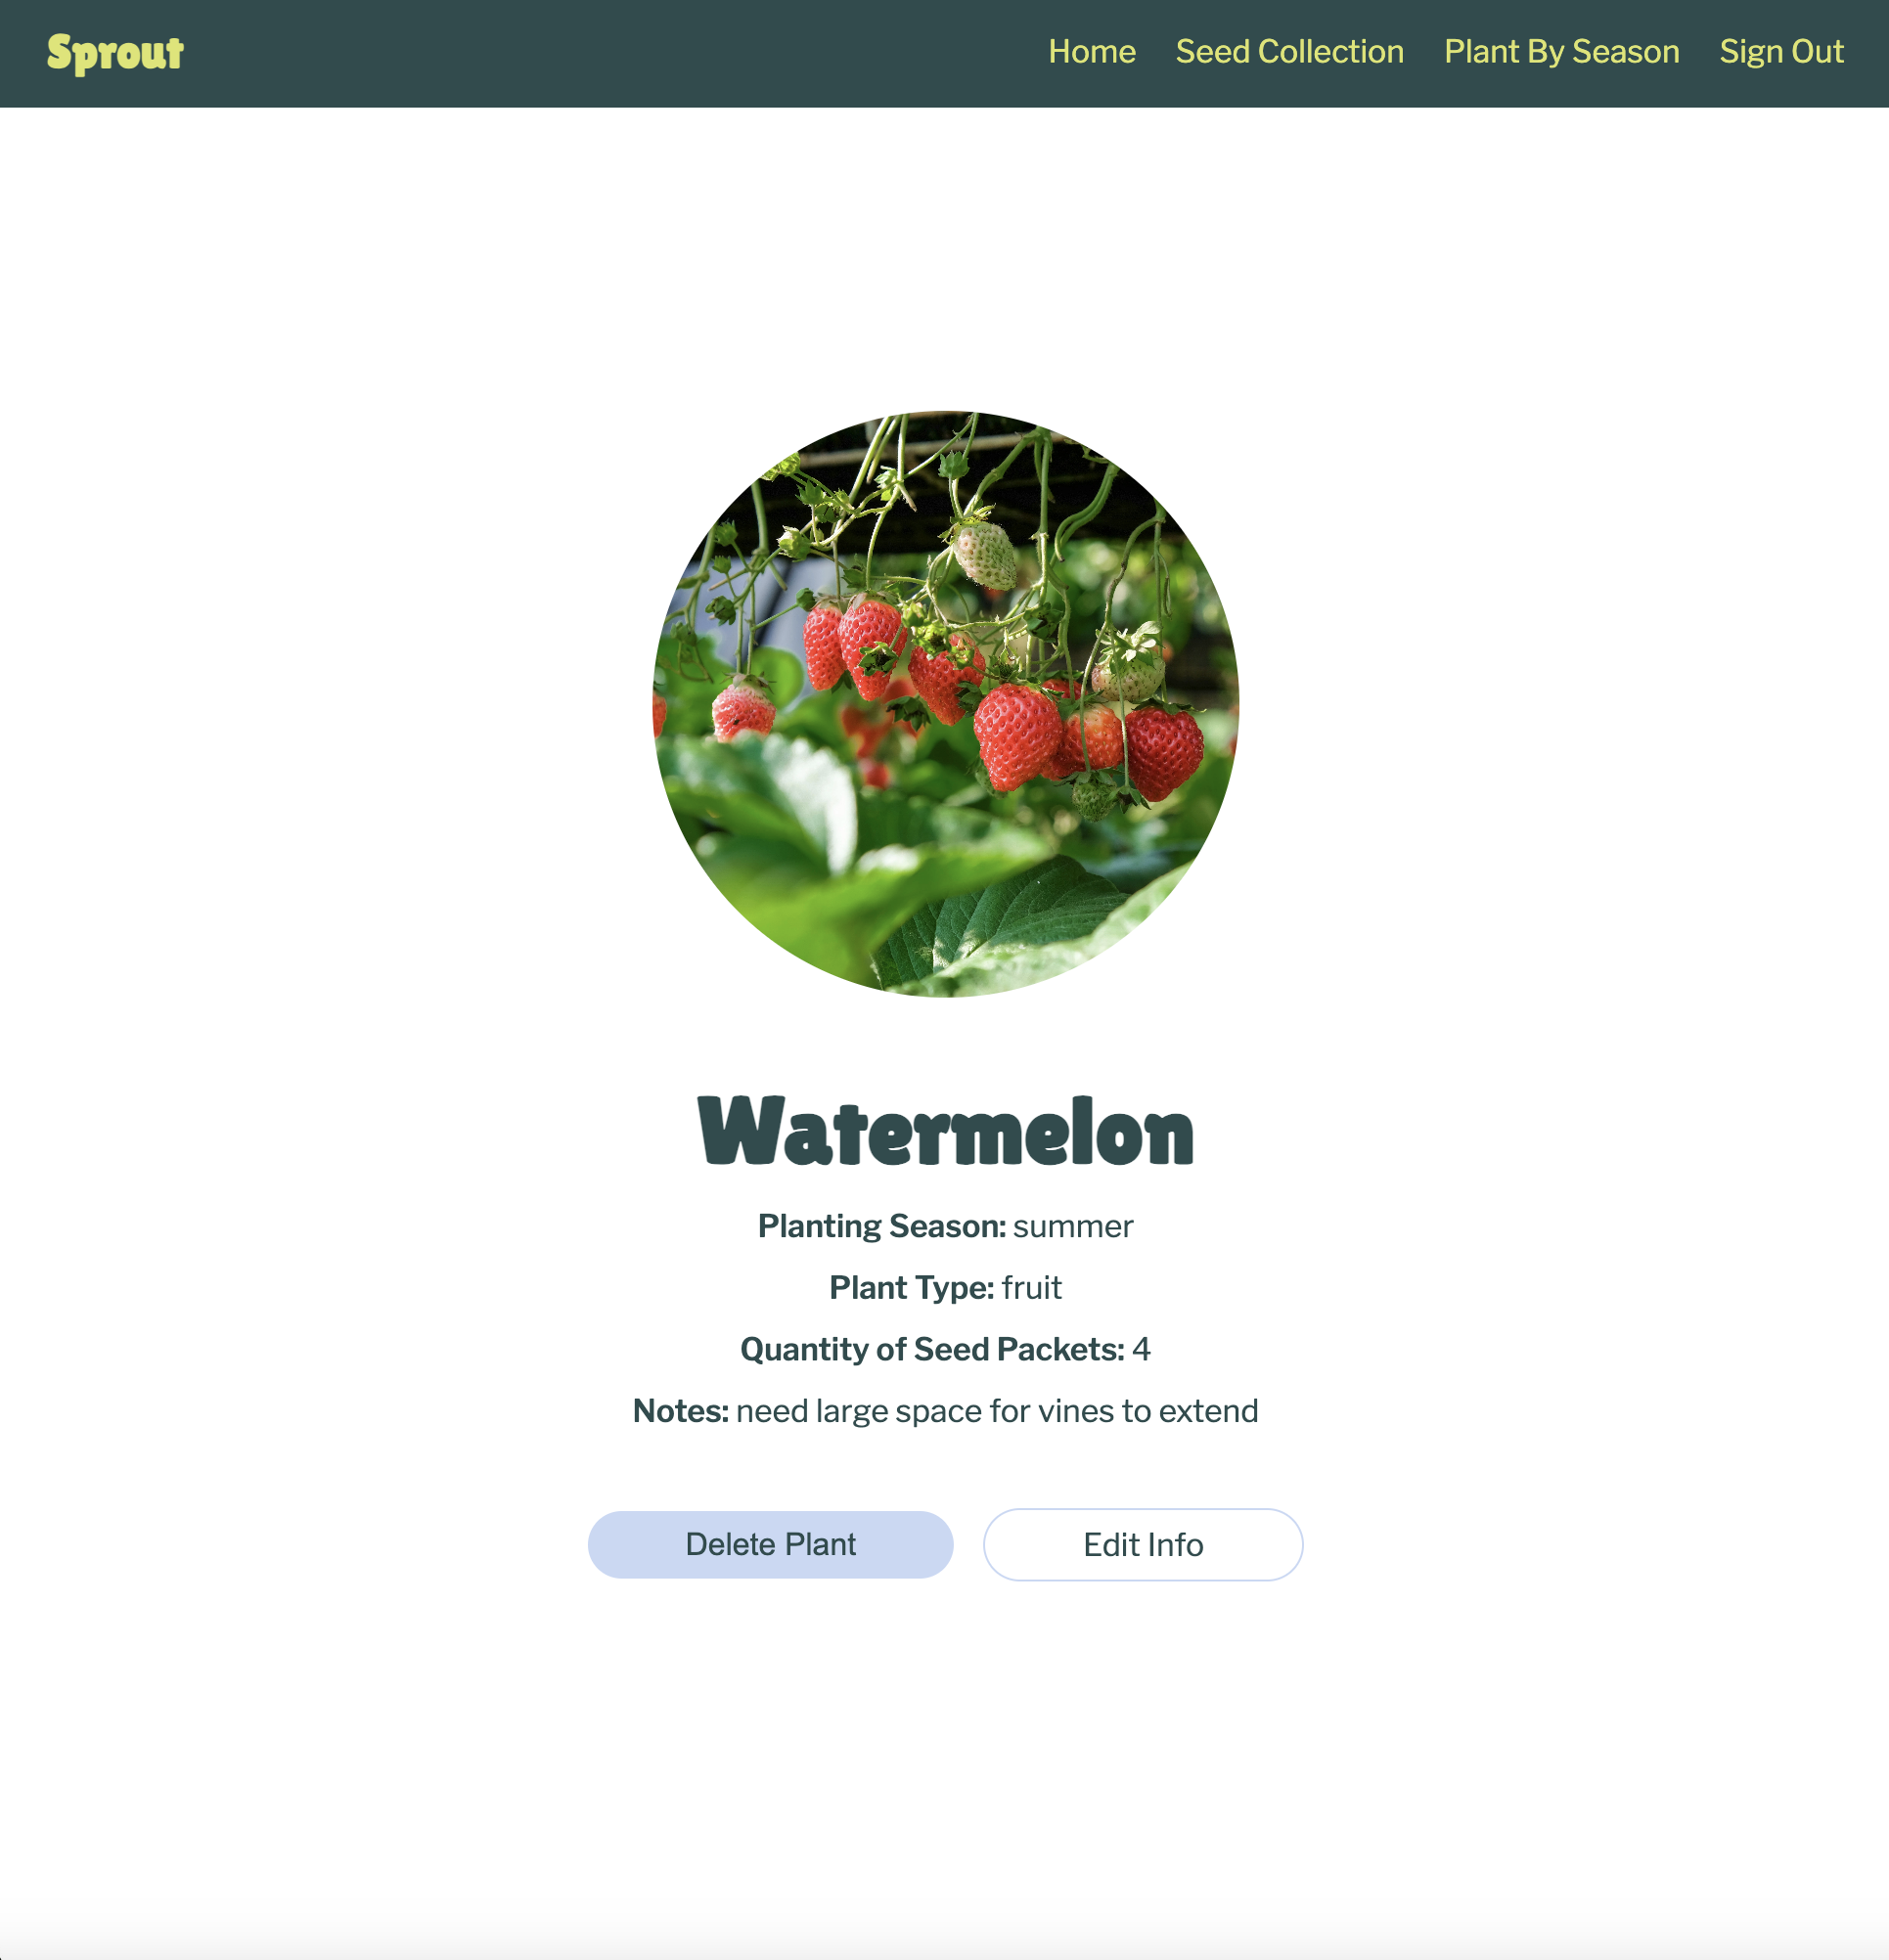 Sprout
Home Seed Collection Plant By Season Sign Out
Watermelon
Planting Season: summer
Plant Type: fruit
Quantity of Seed Packets: 4
Notes: need large space for vines to extend
Delete Plant Edit Info